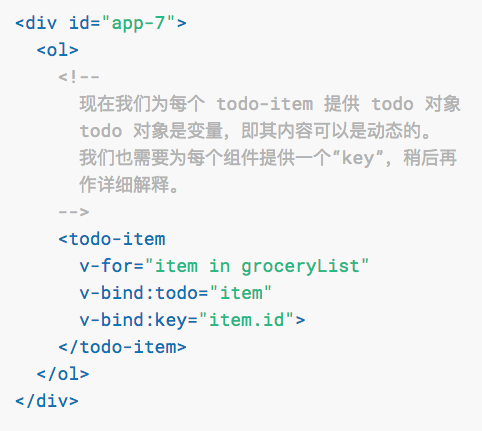 <div id="app-7">
  <ol>
    <!--
      现在我们为每个 todo-item 提供 todo 对象
      todo 对象是变量，即其内容可以是动态的。
      我们也需要为每个组件提供一个“key”，稍后再
      作详细解释。
    -->
    <todo-item
      v-for="item in groceryList"
      v-bind:todo="item"
      v-bind:key="item.id">
    </todo-item>
  </ol>
</div>